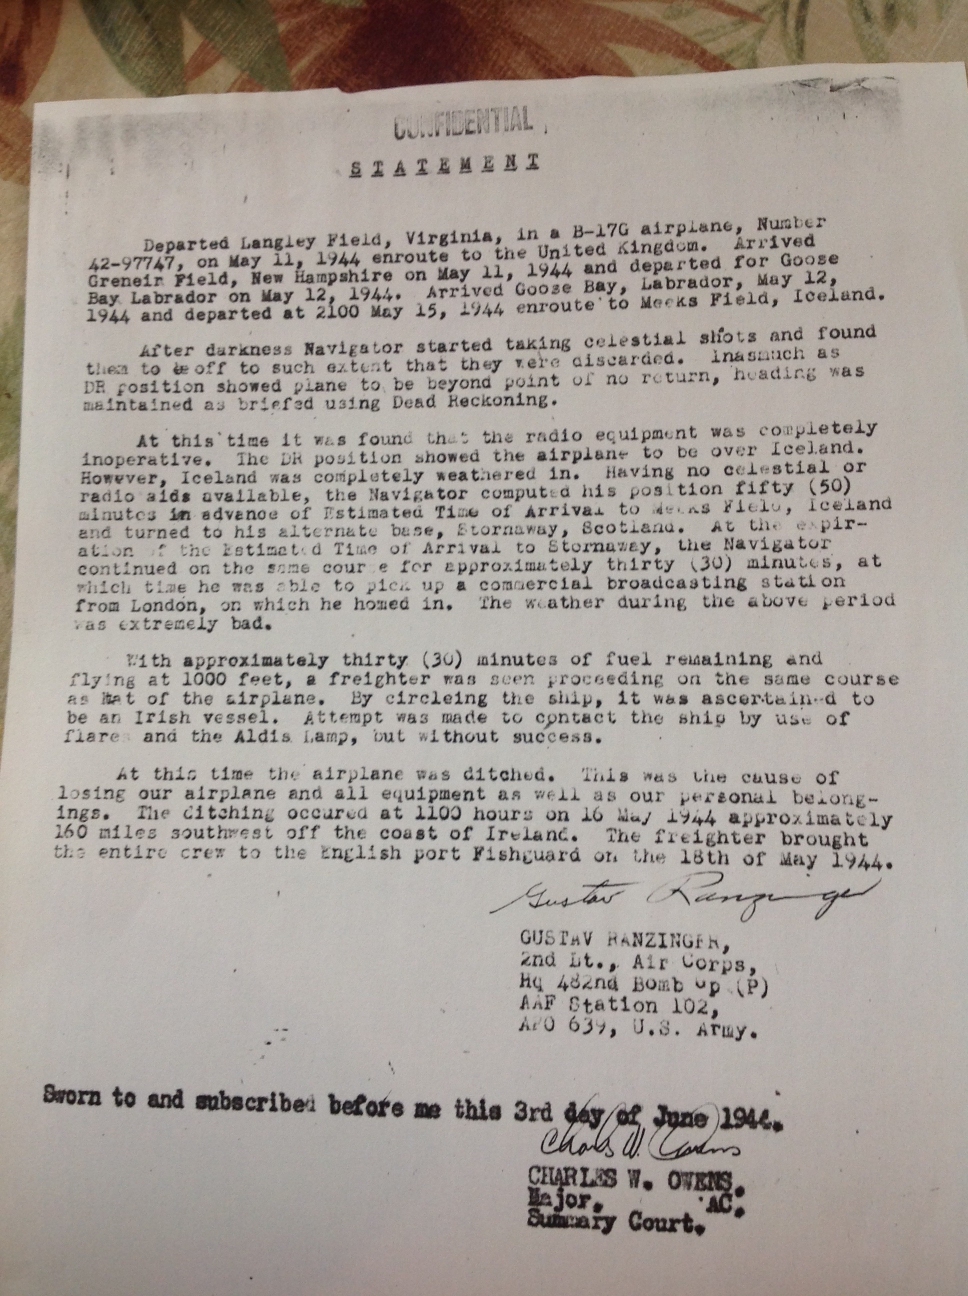 CONFIDENTIAL
STATEMENT
Departed Langley Field, Virginia, in a B-17G airplane, Number
42-97747, on May 11, 1944 enroute to the United Kingdom. Arrived
Greneir Field, New Hampshire on May 11, 1944 and departed for Goose
Bay Labrador on May 12, 1944. Arrived Goose Bay, Labrador, May 12,
1944 and departed at 2100 May 15, 1944 enroute to Meeks Field, Iceland.
After darkness Navigator started taking celestial shots and found
them to be off to such extent that they were discarded. Inasmuch as
DR position showed plane to be beyond point of no return, heading was
maintained as briefed using Dead Reckoning.
At this time it was found that the radio equipment was completely
inoperative. The DR position showed the airplane to be over Iceland.
However, Iceland was completely weathered in. Having no celestial or
radio aids available, the Navigator computed his position fifty (50)
minutes in advance of Estimated Time of Arrival to Meeks Field, Iceland
and turned to his alternate base, Stornaway, Scotland. At the expir-
ation of the Estimated Time of Arrival to Stornaway, the Navigator
continued on the same course for approximately thirty (30) minutes, at
which time he was able to pick up a commercial broadcasting station
from London, on which he homed in. The weather during the above period
was extremely bad.
With approximately thirty (30) minutes of fuel remaining and
flying at 1000 feet, a freighter was seen proceeding on the same course
as that of the airplane. By circleing the ship, it was ascertained to
be an Irish vessel. Attempt was made to contact the ship by use of
flares and the Aldis Lamp, but without success.
At this time the airplane was ditched. This was the cause of
losing our airplane and all equipment as well as our personal belong-
ings. The ditching occured at 1100 hours on 16 May 1944 approximately
160 miles southwest off the coast of Ireland. The freighter brought
the entire crew to the English port Fishguard on the 18th of May 1944.
Gustav Ranzinger
GUSTAV RANZINGER,
2nd Lt., Air Corps,
Hq 482nd Bomb Gp (P)
AAF Station 102,
APO 639, U.S. Army.
Sworn to and subscribed before me this 3rd day of June 1944.
Charles W. Owens
CHARLES W. OWENS.
Major. AC.
Summary Court.